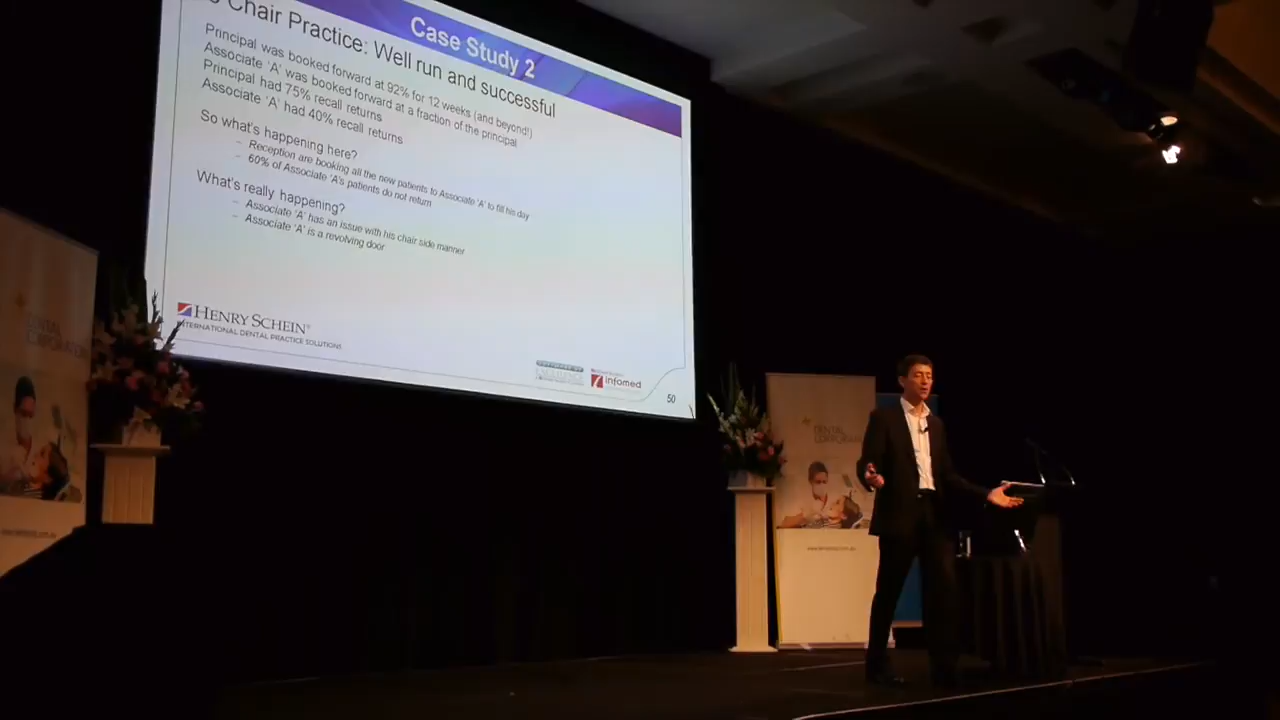 Case Study 2
Chair Practice: Well run and successful
Principal was booked forward at 92% for 12 weeks (and beyond!)
Associate 'A' was booked forward at a fraction of the principal
Principal had 75% recall returns
Associate 'A' had 40% recall returns
So what's happening here?
– Reception are booking all the new patients to Associate 'A' to fill his day
– 60% of Associate 'A's patients do not return
What's really happening?
– Associate 'A' has an issue with his chair side manner
– Associate 'A' is a revolving door
HENRY SCHEIN®
INTERNATIONAL DENTAL PRACTICE SOLUTIONS
infomed
50
DENTAL
CORPORATION
DENTAL